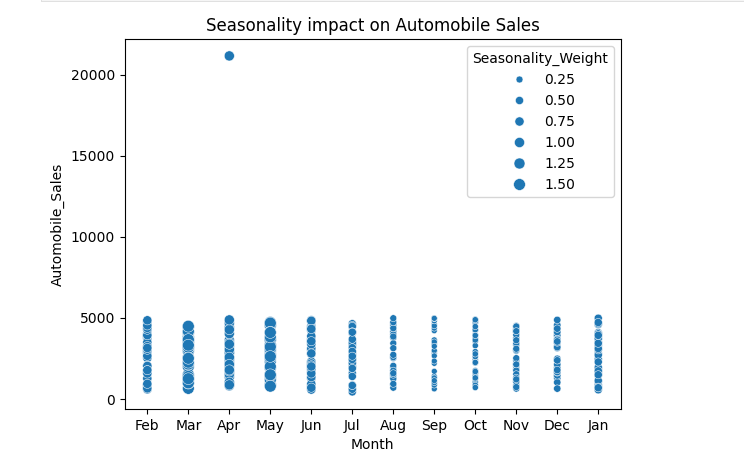 Seasonality impact on Automobile Sales
Seasonality_Weight
0.25
0.50
0.75
1.00
1.25
1.50
20000
15000
10000
5000
0
Automobile_Sales
Feb Mar Apr May Jun Jul Aug Sep Oct Nov Dec Jan
Month